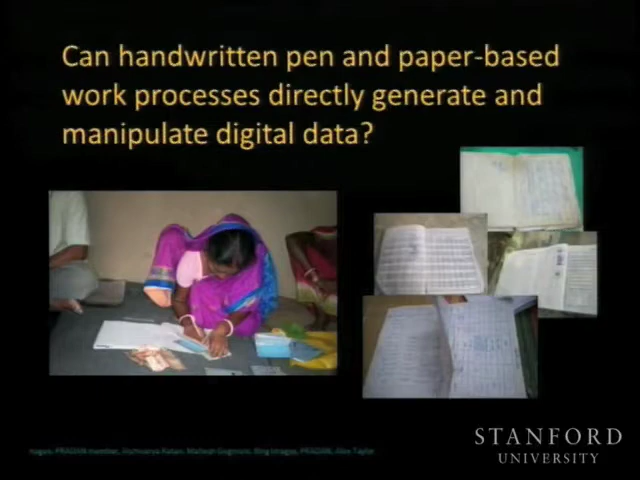 Can handwritten pen and paper-based
work processes directly generate and
manipulate digital data?
STANFORD
UNIVERSITY